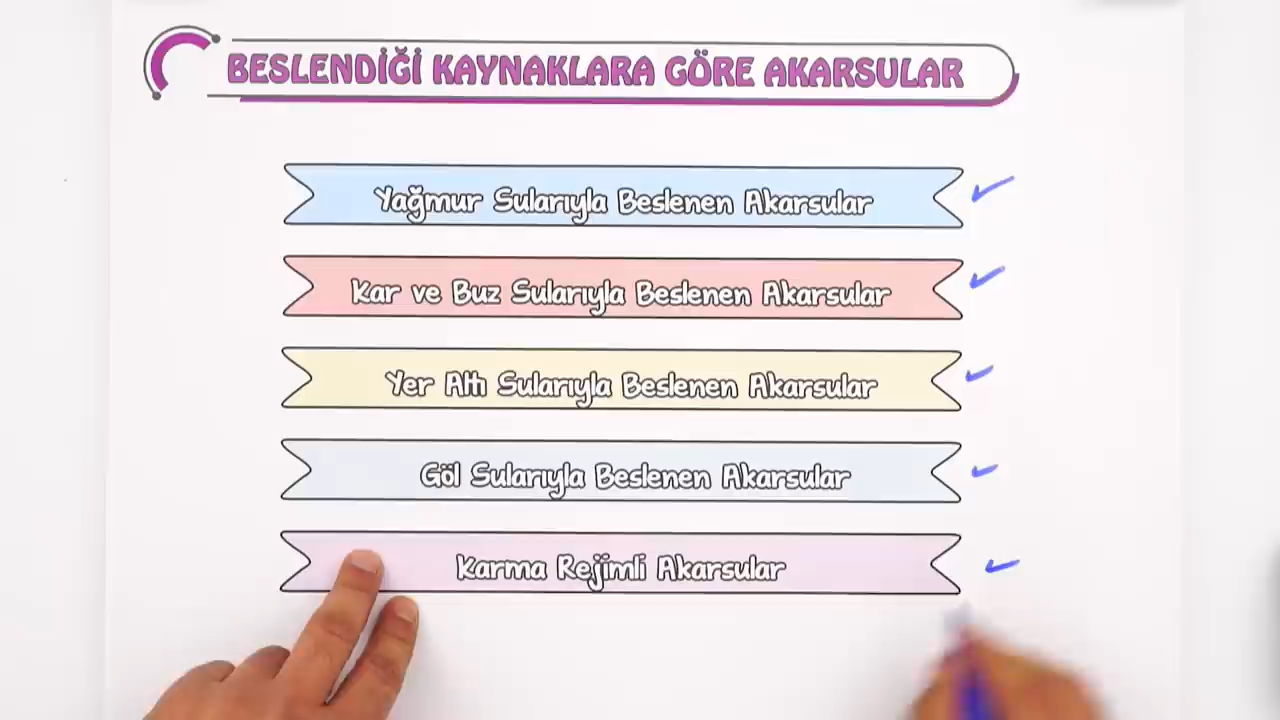 BESLENDİĞİ KAYNAKLARA GÖRE AKARSULAR
Yağmur Sularıyla Beslenen Akarsular
Kar ve Buz Sularıyla Beslenen Akarsular
Yer Altı Sularıyla Beslenen Akarsular
Göl Sularıyla Beslenen Akarsular
Karma Rejimli Akarsular